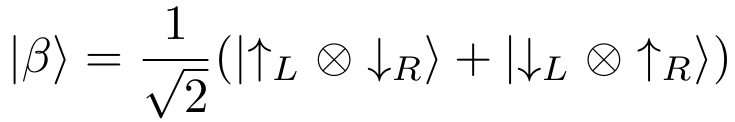 |β⟩ = 1/√2 (|↑_L ⊗ ↓_R⟩ + |↓_L ⊗ ↑_R⟩)